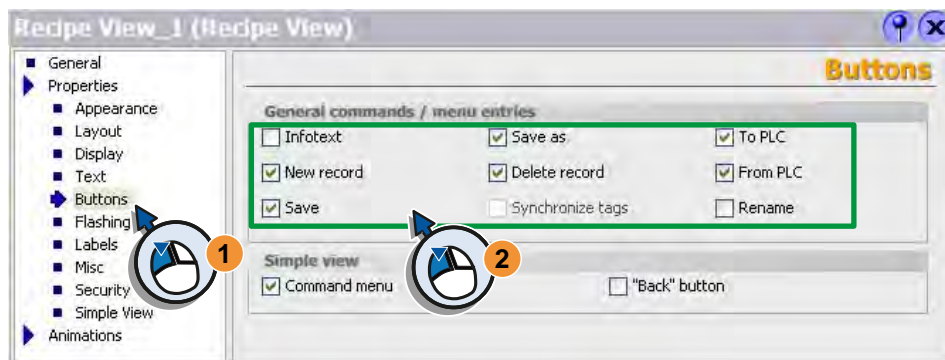 Recipe View_1 (Recipe View)
General
Properties
Appearance
Layout
Display
Text
Buttons
Flashing
Labels
Misc
Security
Simple View
Animations
1
Buttons
General commands / menu entries
Infotext Save as To PLC
New record Delete record From PLC
Save Synchronize tags Rename
2
Simple view
Command menu "Back" button